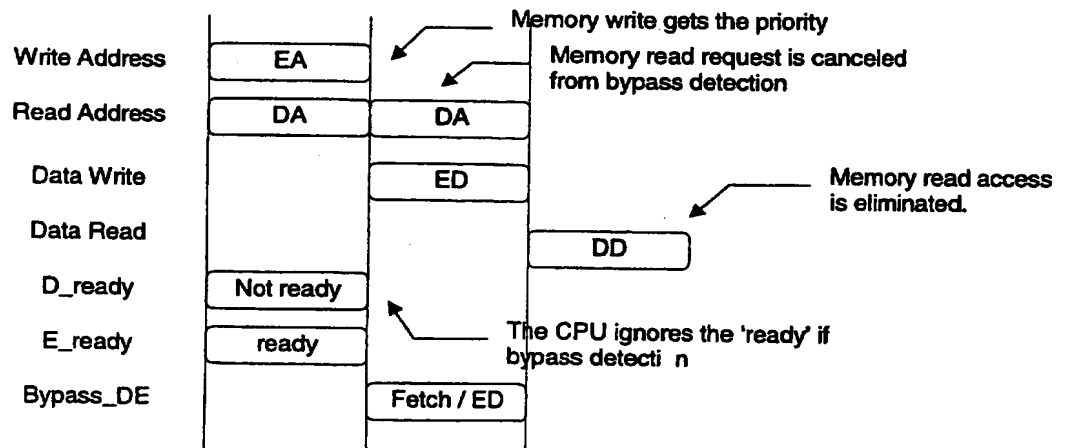 Memory write gets the priority
Write Address EA
Memory read request is canceled
from bypass detection
Read Address DA DA
Data Write ED
Memory read access
is eliminated.
Data Read DD
D_ready Not ready
The CPU ignores the 'ready' if
bypass detecti n
E_ready ready
Bypass_DE Fetch / ED